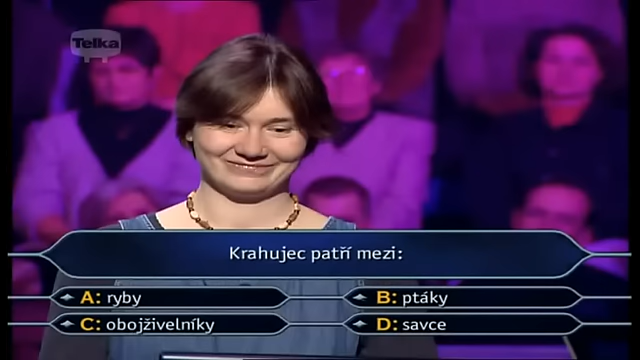 Telka
Krahujec patří mezi:
A: ryby
B: ptáky
C: obojživelníky
D: savce